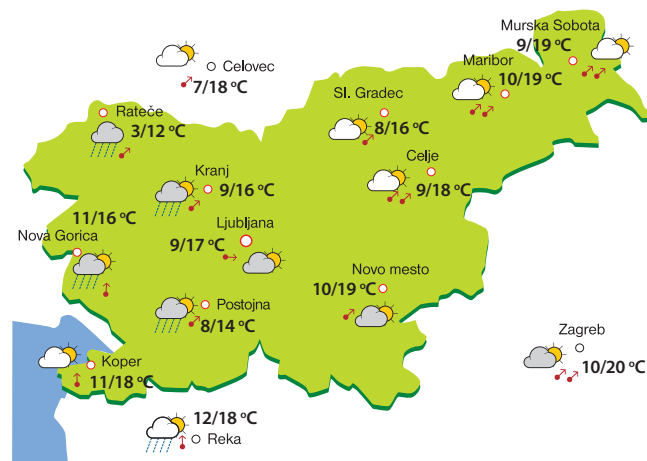 Murska Sobota
9/19 °C
Maribor
10/19 °C
Celovec
7/18 °C
Sl. Gradec
8/16 °C
Rateče
3/12 °C
Celje
9/18 °C
Kranj
9/16 °C
11/16 °C
Nova Gorica
Ljubljana
9/17 °C
Novo mesto
10/19 °C
Postojna
8/14 °C
Zagreb
10/20 °C
Koper
11/18 °C
12/18 °C
Reka